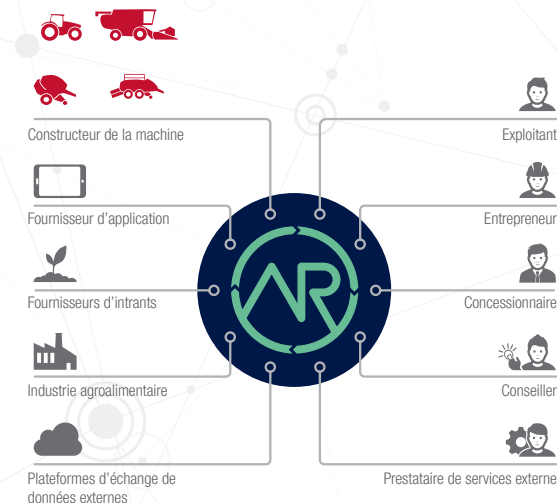 Constructeur de la machine
Exploitant
Fournisseur d'application
Entrepreneur
Fournisseurs d'intrants
Concessionnaire
Industrie agroalimentaire
Conseiller
Plateformes d'échange de
données externes
Prestataire de services externe
AR